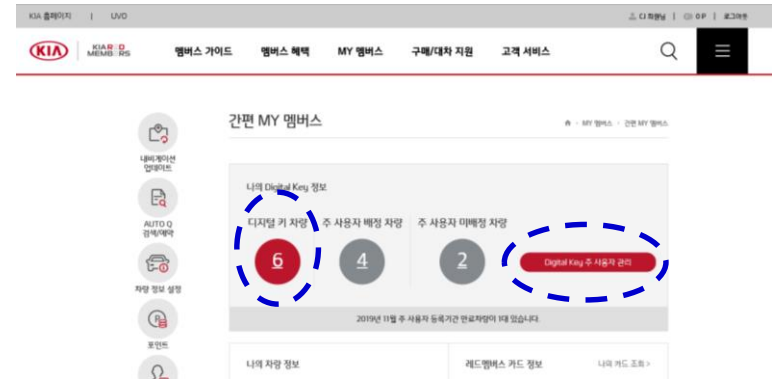 KIA 홈페이지 | UVO
CI 회원님 | 0 P | 로그아웃
KIA KIA RED MEMBERS 멤버스 가이드 멤버스 혜택 MY 멤버스 구매/대차 지원 고객 서비스
간편 MY 멤버스
MY 멤버스 간편 MY 멤버스
내비게이션
업데이트
AUTO Q
검색/예약
차량 정보 설정
포인트
나의 Digital Key 정보
디지털 키 차량 주 사용자 배정 차량 주 사용자 미배정 차량
6 4 2 Digital Key 주 사용자 관리
2019년 11월 주 사용자 등록기간 만료차량이 1대 있습니다.
나의 차량 정보
레드멤버스 카드 정보 나의 카드 조회 >